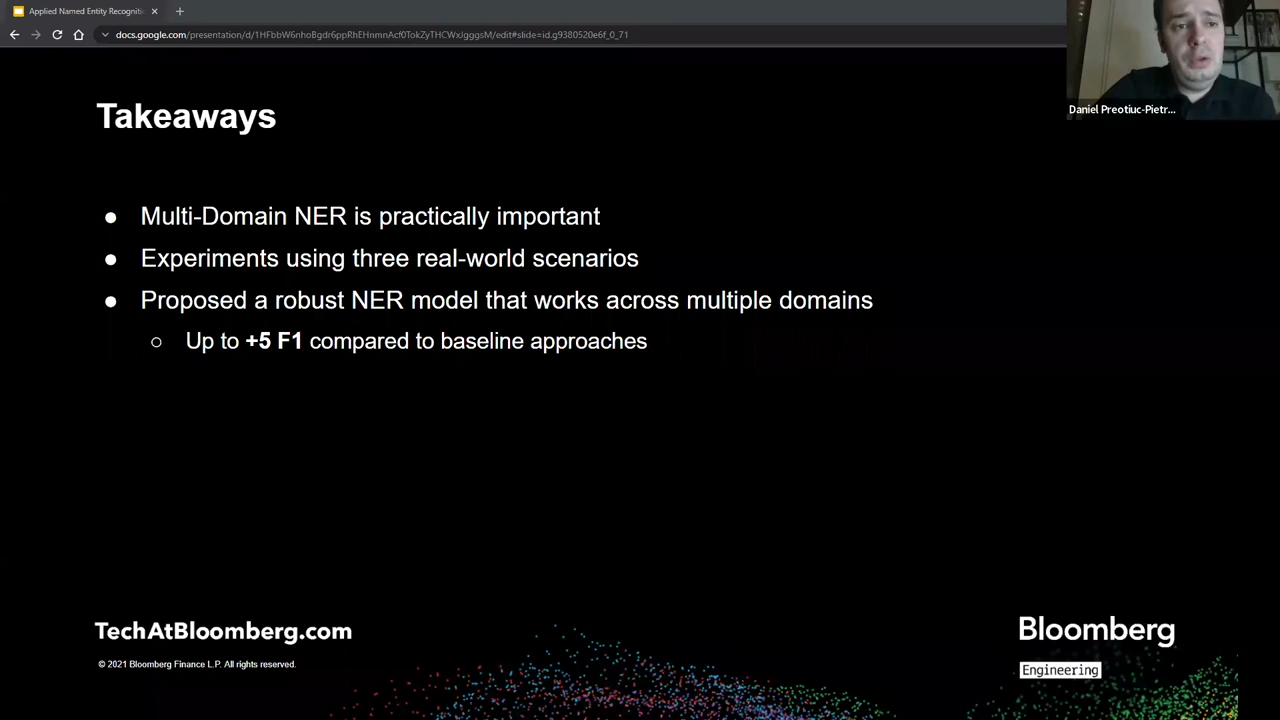 Applied Named Entity Recogniti
docs.google.com/presentation/d/1HFbbW6nhoBgdr6ppRhEHnmnAcf0TokZyTHCWxJgggsM/edit#slide=id.g9380520e6f_0_71
Daniel Preotiuc-Pietr...
Takeaways
● Multi-Domain NER is practically important
● Experiments using three real-world scenarios
● Proposed a robust NER model that works across multiple domains
○ Up to +5 F1 compared to baseline approaches
TechAtBloomberg.com
© 2021 Bloomberg Finance L.P. All rights reserved.
Bloomberg
Engineering